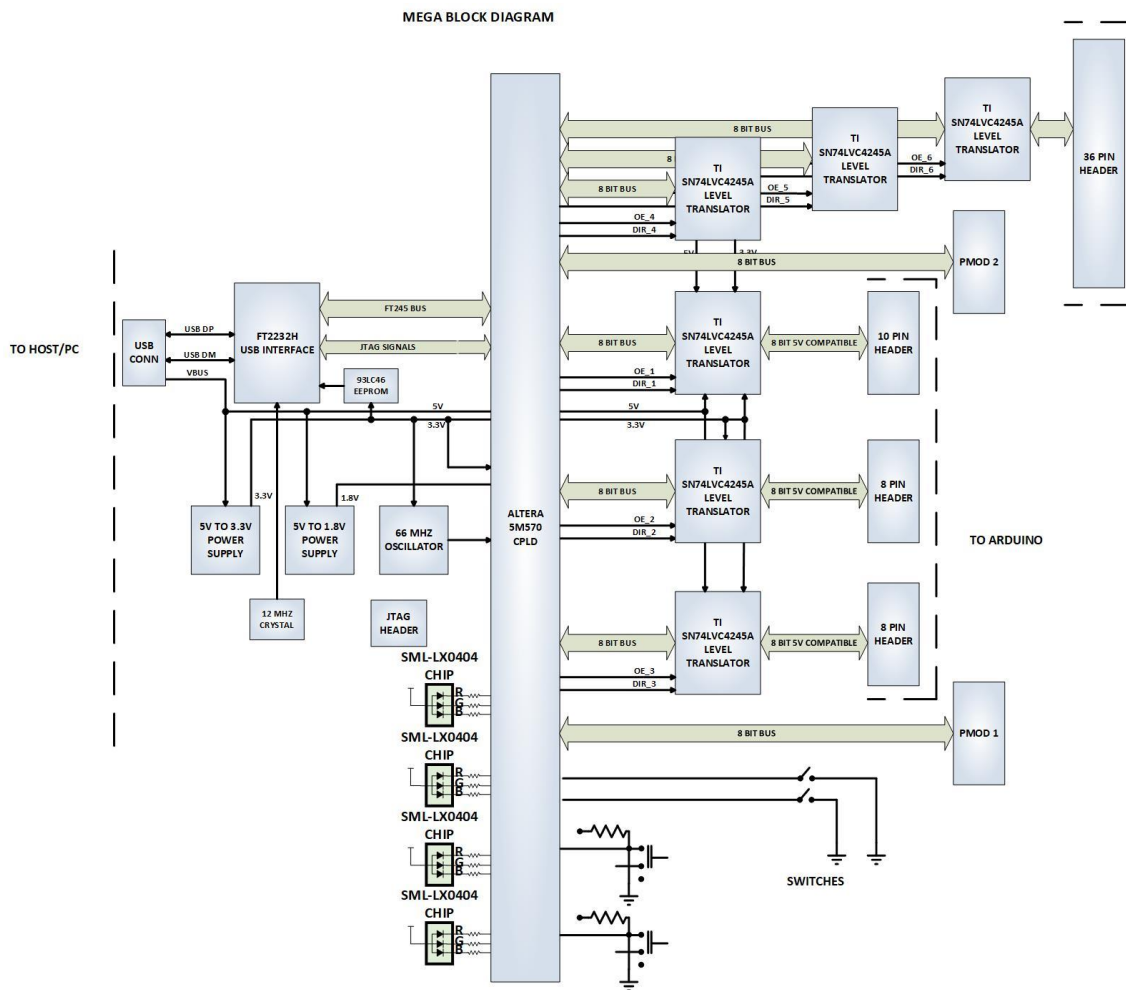 MEGA BLOCK DIAGRAM
8 BIT BUS
8
8 BIT BUS
OE_4
DIR_4
TI
SN74LVC4245A
LEVEL
TRANSLATOR
OE_5
DIR_5
TI
SN74LVC4245A
LEVEL
TRANSLATOR
OE_6
DIR_6
TI
SN74LVC4245A
LEVEL
TRANSLATOR
36 PIN
HEADER
5V
3.3V
8 BIT BUS
PMOD 2
TO HOST/PC
USB
CONN
USB DP
USB DM
VBUS
FT2232H
USB INTERFACE
FT245 BUS
JTAG SIGNALS
93LC46
EEPROM
5V
3.3V
3.3V
1.8V
5V TO 3.3V
POWER
SUPPLY
5V TO 1.8V
POWER
SUPPLY
66 MHZ
OSCILLATOR
12 MHZ
CRYSTAL
JTAG
HEADER
ALTERA
5M570
CPLD
8 BIT BUS
OE_1
DIR_1
TI
SN74LVC4245A
LEVEL
TRANSLATOR
8 BIT 5V COMPATIBLE
10 PIN
HEADER
5V
3.3V
8 BIT BUS
OE_2
DIR_2
TI
SN74LVC4245A
LEVEL
TRANSLATOR
8 BIT 5V COMPATIBLE
8 PIN
HEADER
TO ARDUINO
8 BIT BUS
OE_3
DIR_3
TI
SN74LVC4245A
LEVEL
TRANSLATOR
8 BIT 5V COMPATIBLE
8 PIN
HEADER
8 BIT BUS
PMOD 1
SML-LX0404
CHIP
R
G
B
SML-LX0404
CHIP
R
G
B
SML-LX0404
CHIP
R
G
B
SML-LX0404
CHIP
R
G
B
SWITCHES